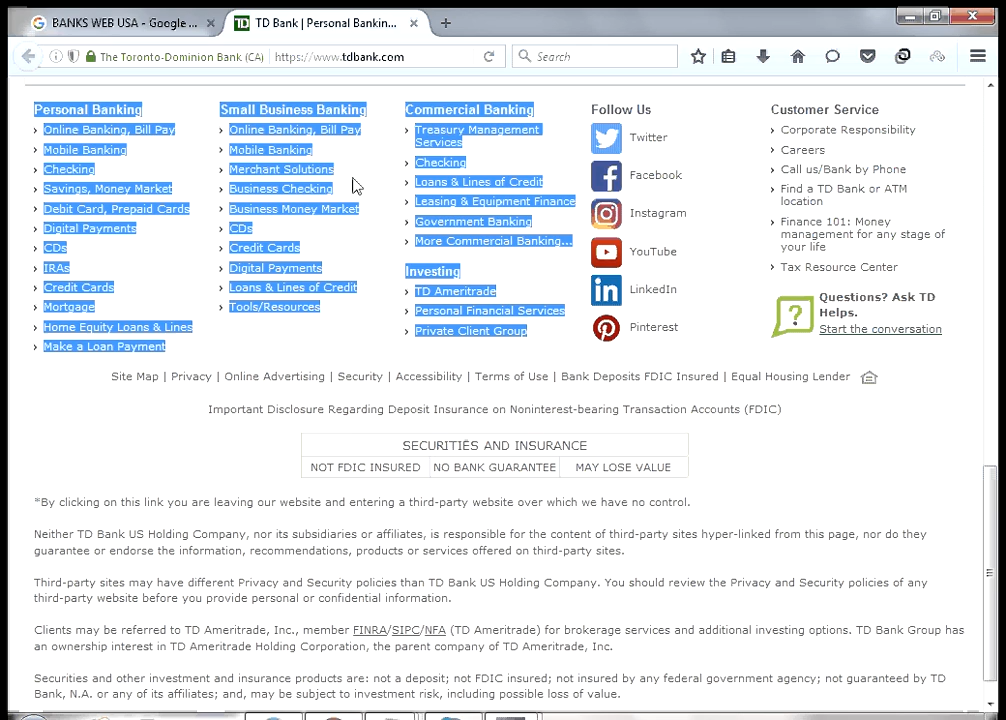 BANKS WEB USA - Google ...
TD Bank | Personal Bankin...
The Toronto-Dominion Bank (CA)
https://www.tdbank.com
Search
Personal Banking
Online Banking, Bill Pay
Mobile Banking
Checking
Savings, Money Market
Debit Card, Prepaid Cards
Digital Payments
CDs
IRAs
Credit Cards
Mortgage
Home Equity Loans & Lines
Make a Loan Payment
Small Business Banking
Online Banking, Bill Pay
Mobile Banking
Merchant Solutions
Business Checking
Business Money Market
CDs
Credit Cards
Digital Payments
Loans & Lines of Credit
Tools/Resources
Commercial Banking
Treasury Management
Services
Checking
Loans & Lines of Credit
Leasing & Equipment Finance
Government Banking
More Commercial Banking...
Investing
TD Ameritrade
Personal Financial Services
Private Client Group
Follow Us
Twitter
Facebook
Instagram
YouTube
LinkedIn
Pinterest
Customer Service
Corporate Responsibility
Careers
Call us/Bank by Phone
Find a TD Bank or ATM
location
Finance 101: Money
management for any stage of
your life
Tax Resource Center
Questions? Ask TD
Helps.
Start the conversation
Site Map | Privacy | Online Advertising | Security | Accessibility | Terms of Use | Bank Deposits FDIC Insured | Equal Housing Lender
Important Disclosure Regarding Deposit Insurance on Noninterest-bearing Transaction Accounts (FDIC)
SECURITIES AND INSURANCE
NOT FDIC INSURED NO BANK GUARANTEE MAY LOSE VALUE
*By clicking on this link you are leaving our website and entering a third-party website over which we have no control.
Neither TD Bank US Holding Company, nor its subsidiaries or affiliates, is responsible for the content of third-party sites hyper-linked from this page, nor do they
guarantee or endorse the information, recommendations, products or services offered on third-party sites.
Third-party sites may have different Privacy and Security policies than TD Bank US Holding Company. You should review the Privacy and Security policies of any
third-party website before you provide personal or confidential information.
Clients may be referred to TD Ameritrade, Inc., member FINRA/SIPC/NFA (TD Ameritrade) for brokerage services and additional investing options. TD Bank Group has
an ownership interest in TD Ameritrade Holding Corporation, the parent company of TD Ameritrade, Inc.
Securities and other investment and insurance products are: not a deposit; not FDIC insured; not insured by any federal government agency; not guaranteed by TD
Bank, N.A. or any of its affiliates; and, may be subject to investment risk, including possible loss of value.